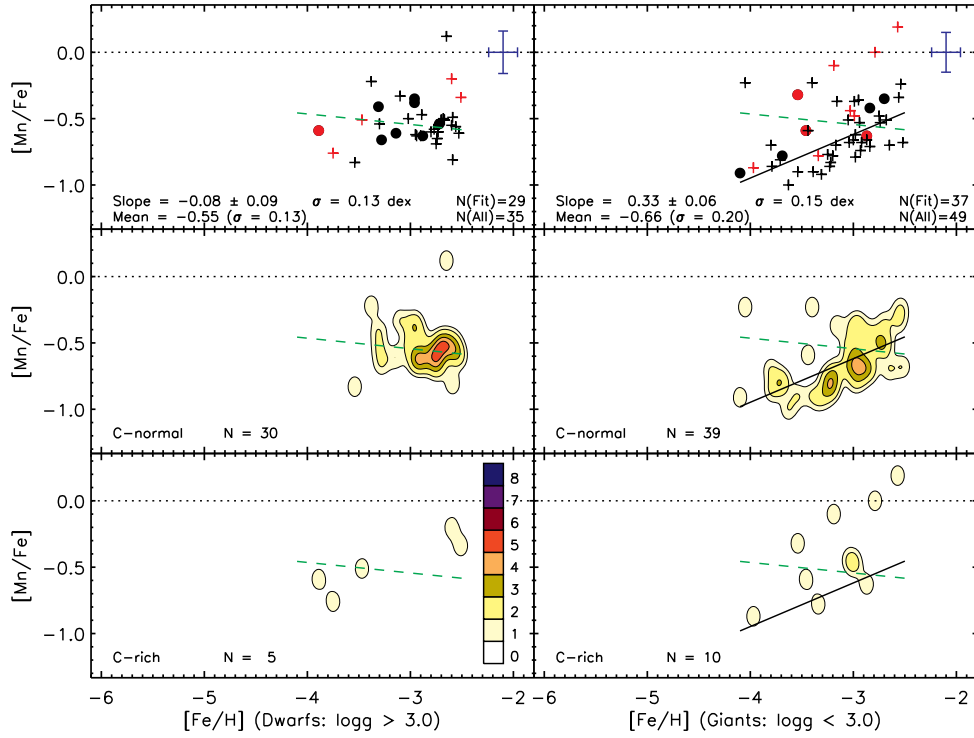 [Mn/Fe]
0.0
−0.5
−1.0
Slope = −0.08 ± 0.09 σ = 0.13 dex N(Fit)=29
Mean = −0.55 (σ = 0.13) N(All)=35
Slope = 0.33 ± 0.06 σ = 0.15 dex N(Fit)=37
Mean = −0.66 (σ = 0.20) N(All)=49
[Mn/Fe]
0.0
−0.5
−1.0
C−normal N = 30
C−normal N = 39
[Mn/Fe]
0.0
−0.5
−1.0
8
7
6
5
4
3
2
1
0
C−rich N = 5
C−rich N = 10
−6 −5 −4 −3 −2
−6 −5 −4 −3 −2
[Fe/H] (Dwarfs: logg > 3.0)
[Fe/H] (Giants: logg < 3.0)